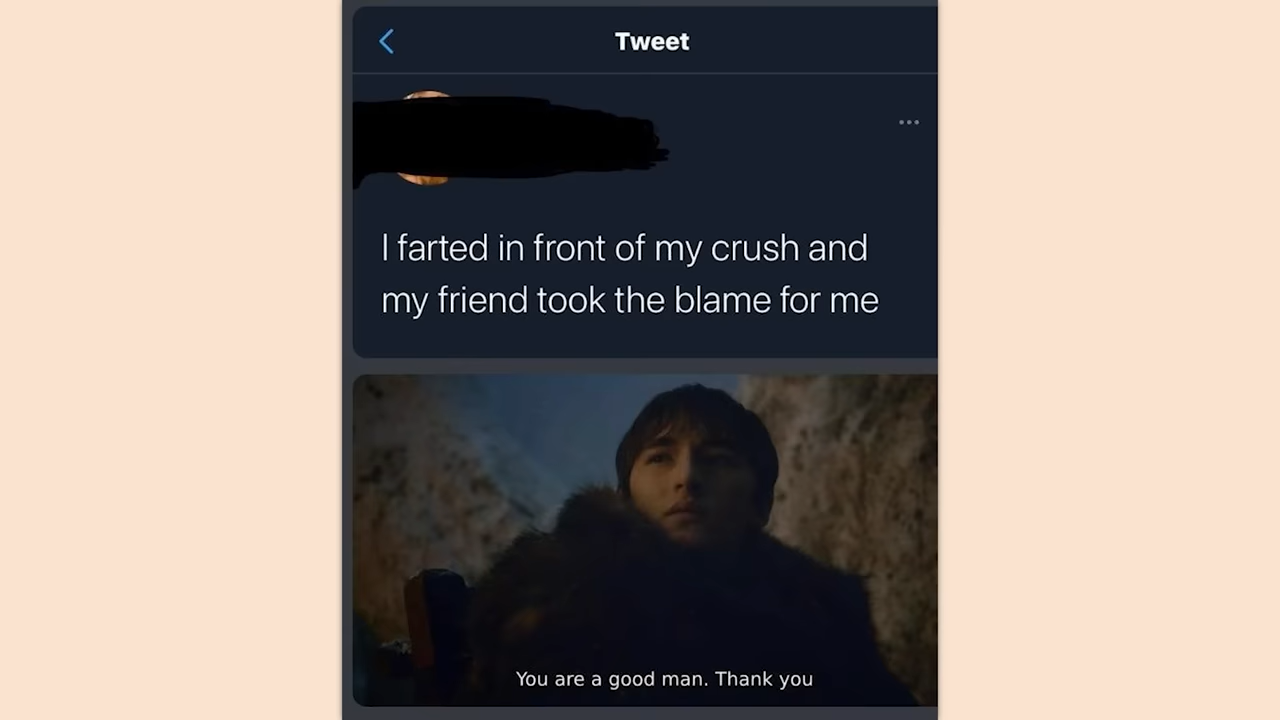 Tweet
I farted in front of my crush and
my friend took the blame for me
You are a good man. Thank you